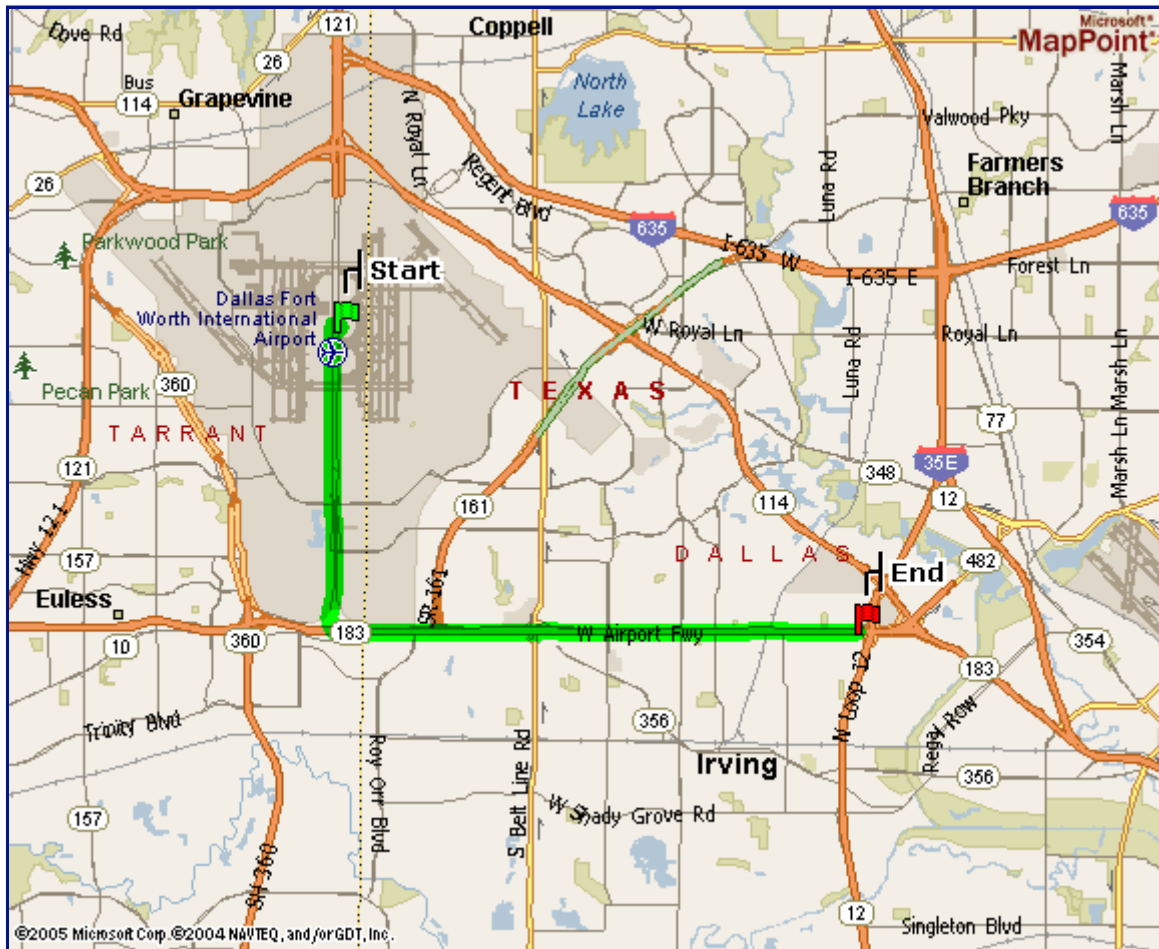 Dove Rd
121
Coppell
Microsoft®
MapPoint®
26
26
Bus
114
Grapevine
N Royal Ln
North
Lake
Marsh Ln
Valwood Pky
Luna Rd
Farmers
Branch
Regent Blvd
635
635
I-635 W
I-635 E
Forest Ln
Parkwood Park
Start
Dallas Fort
Worth International
Airport
W Royal Ln
Royal Ln
Luna Rd
Marsh Ln
Marsh Ln
Pecan Park
360
TEXAS
TARRANT
77
121
35E
348
12
161
114
Hwy 121
157
DALLAS
482
End
Euless
SR 161
183
W Airport Fwy
10
360
354
183
N Loop 12
Trinity Blvd
356
Regal Row
Irving
356
Roy Orr Blvd
S Belt Line Rd
W Shady Grove Rd
157
SH 360
12
Singleton Blvd
©2005 Microsoft Corp ©2004 NAVTEQ, and/or GDT, Inc.